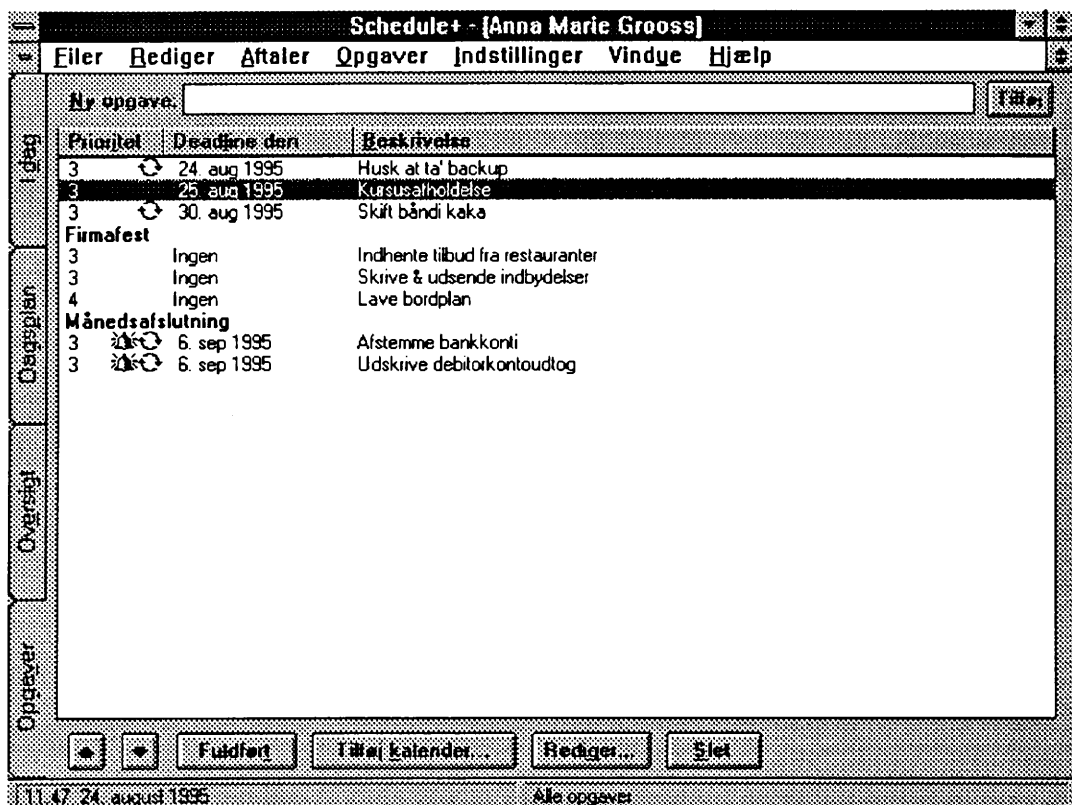 Schedule+ - [Anna Marie Grooss]
Filer Rediger Aftaler Opgaver Indstillinger Vindue Hjælp
Ny opgave. Tilføj
Prioritet Deadline den Beskrivelse
3 24. aug 1995 Husk at ta' backup
3 25. aug 1995 Kursusafholdelse
3 30. aug 1995 Skift båndi kaka
Firmafest
3 Ingen Indhente tilbud fra restauranter
3 Ingen Skrive & udsende indbydelser
4 Ingen Lave bordplan
Månedsafslutning
3 6. sep 1995 Afstemme bankkonti
3 6. sep 1995 Udskrive debitorkontoudtog
I dag
Dagsplan
Oversigt
Opgaver
Fuldført Tilføj kalender... Rediger... Slet
11:47 24. august 1995 Alle opgaver